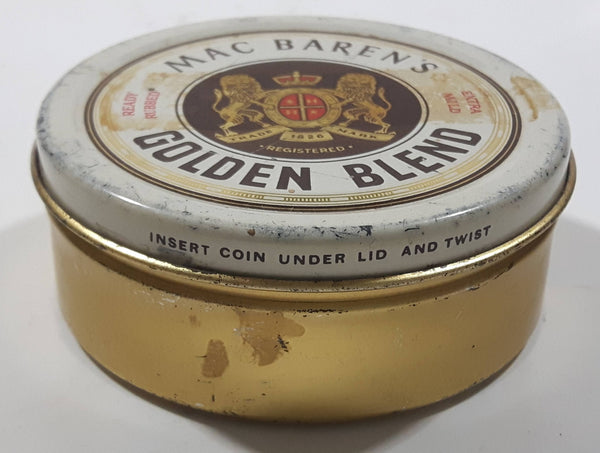 MAC BAREN'S
READY
RUBBED
EXTRA
MILD
TRADE 1826 MARK
• REGISTERED •
GOLDEN BLEND
INSERT COIN UNDER LID AND TWIST